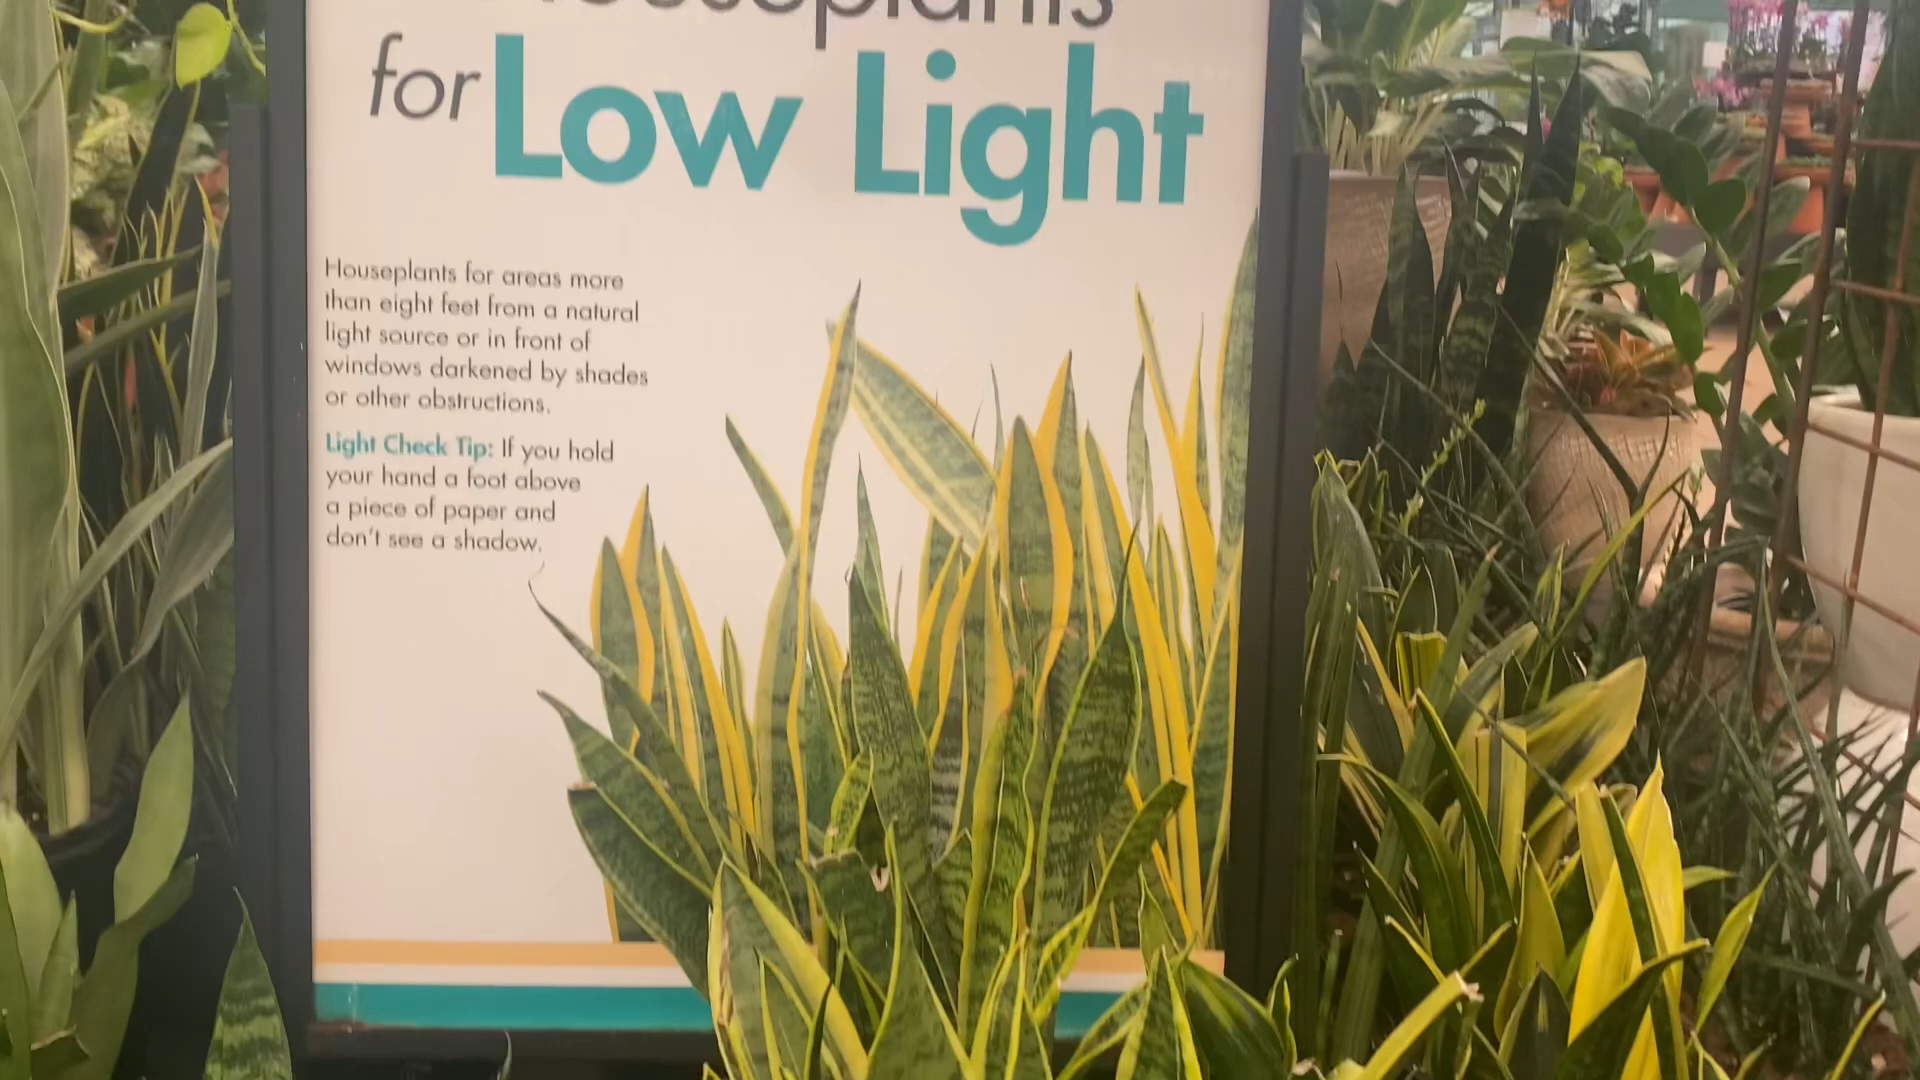 Houseplants
for Low Light
Houseplants for areas more
than eight feet from a natural
light source or in front of
windows darkened by shades
or other obstructions.
Light Check Tip: If you hold
your hand a foot above
a piece of paper and
don't see a shadow.